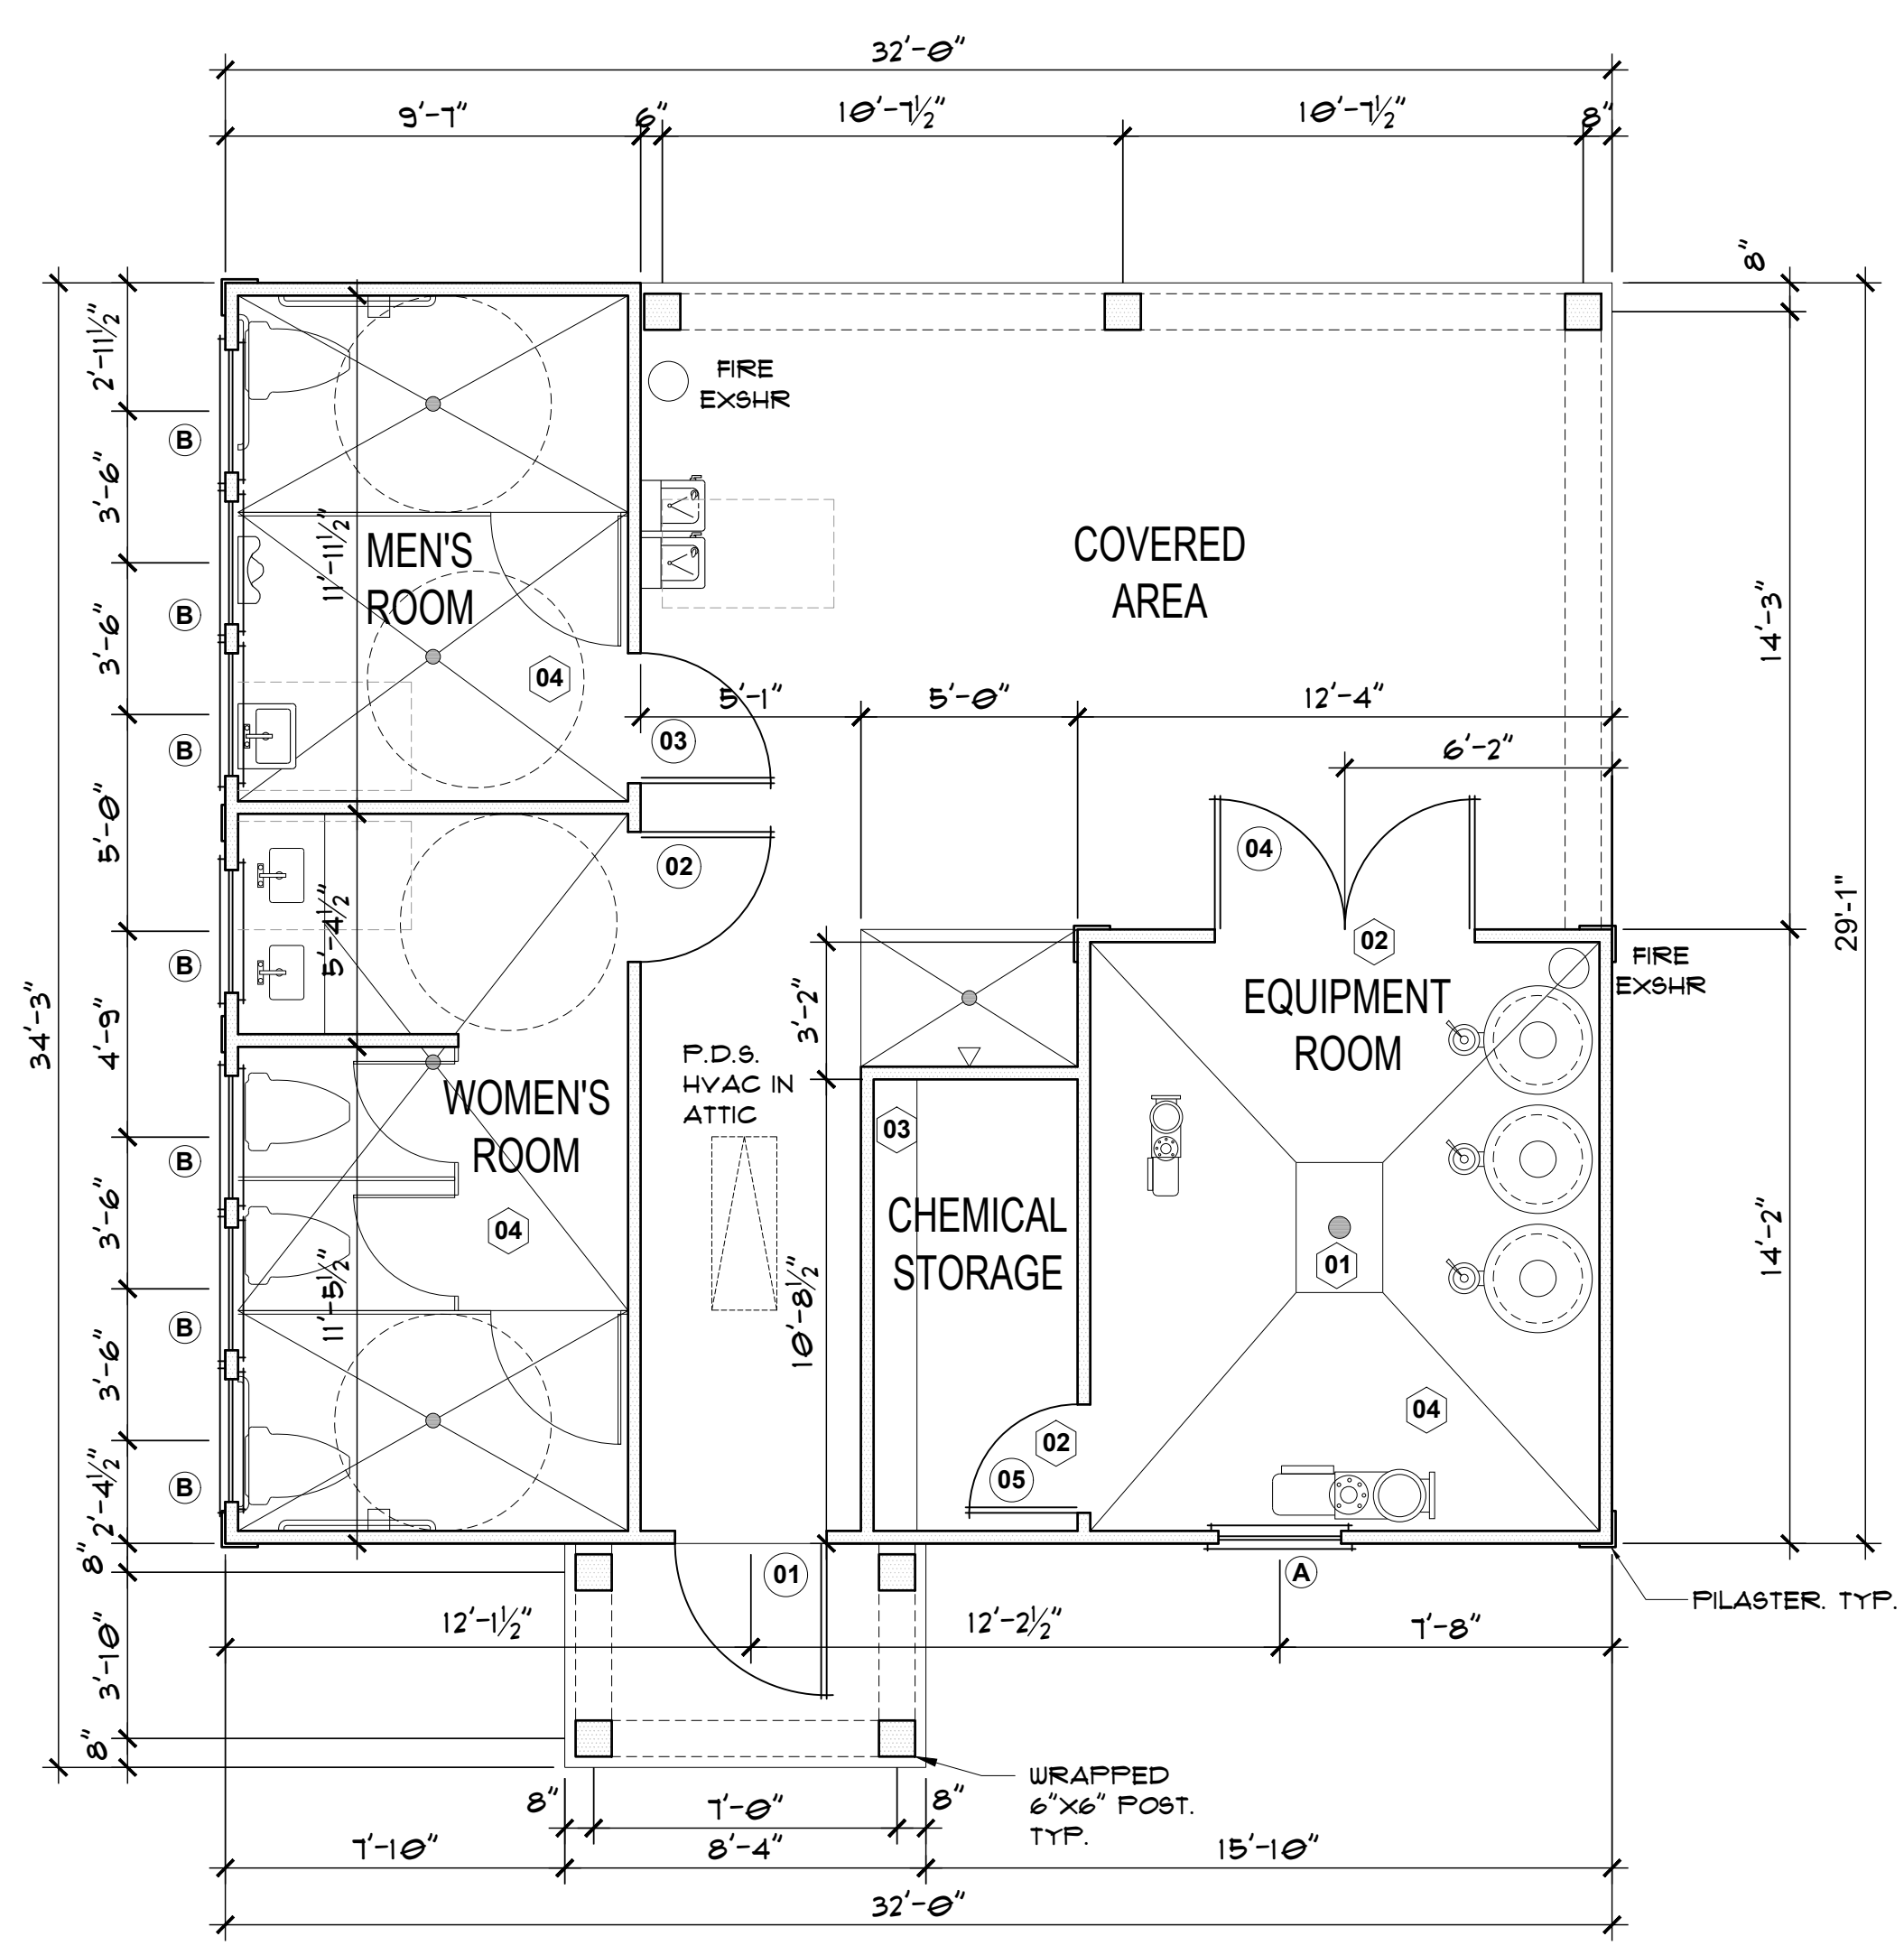 32'-0"
9'-7"
6"
10'-7½"
10'-7½"
8"
8"
2'-11½"
FIRE
EXSHR
B
3'-6"
11'-11½"
MEN'S
ROOM
COVERED
AREA
B
3'-6"
14'-3"
04
5'-1"
5'-0"
12'-4"
03
6'-2"
B
5'-0"
02
04
29'-1"
5'-4½"
02
B
FIRE
EXSHR
34'-3"
4'-9"
3'-2"
EQUIPMENT
ROOM
P.D.S.
HVAC IN
ATTIC
WOMEN'S
ROOM
03
B
3'-6"
04
CHEMICAL
STORAGE
14'-2"
01
11'-5½"
10'-8½"
B
3'-6"
04
02
05
B
2'-4½"
8"
01
A
PILASTER. TYP.
12'-1½"
12'-2½"
7'-8"
3'-10"
8"
WRAPPED
6"X6" POST.
TYP.
8"
7'-0"
8"
7'-10"
8'-4"
15'-10"
32'-0"